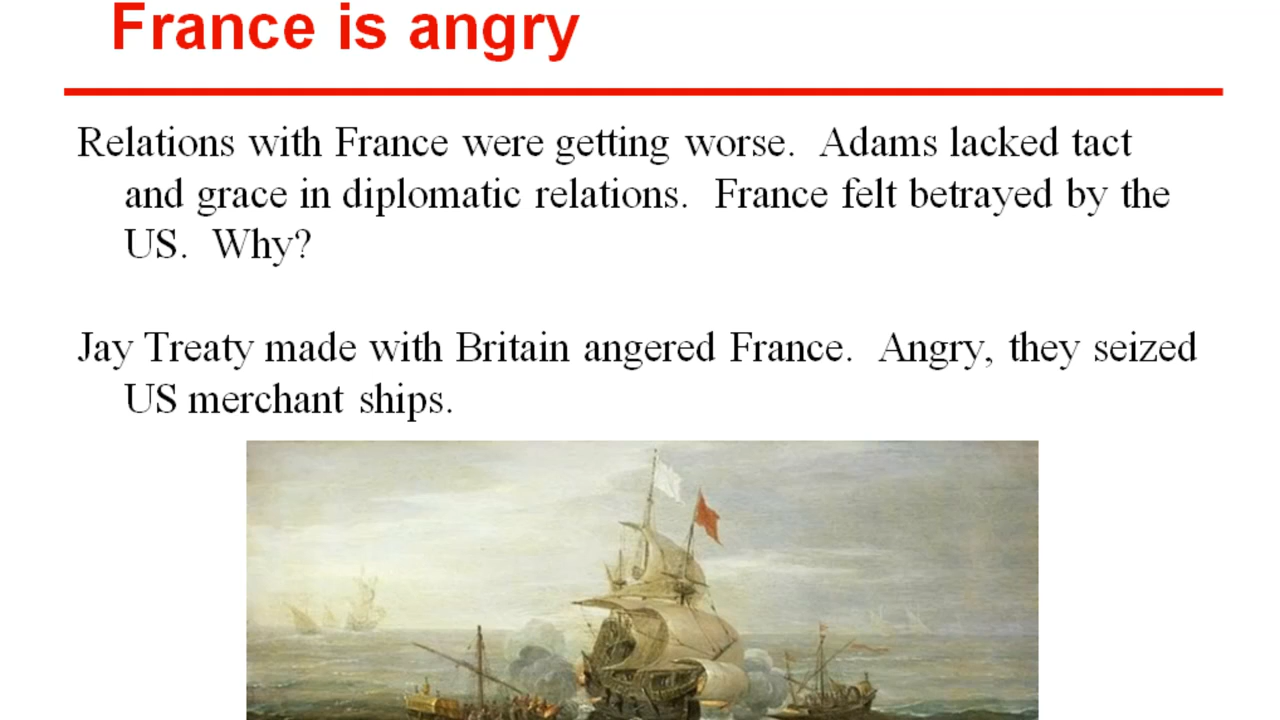 France is angry
Relations with France were getting worse.  Adams lacked tact
and grace in diplomatic relations.  France felt betrayed by the
US.  Why?
Jay Treaty made with Britain angered France.  Angry, they seized
US merchant ships.